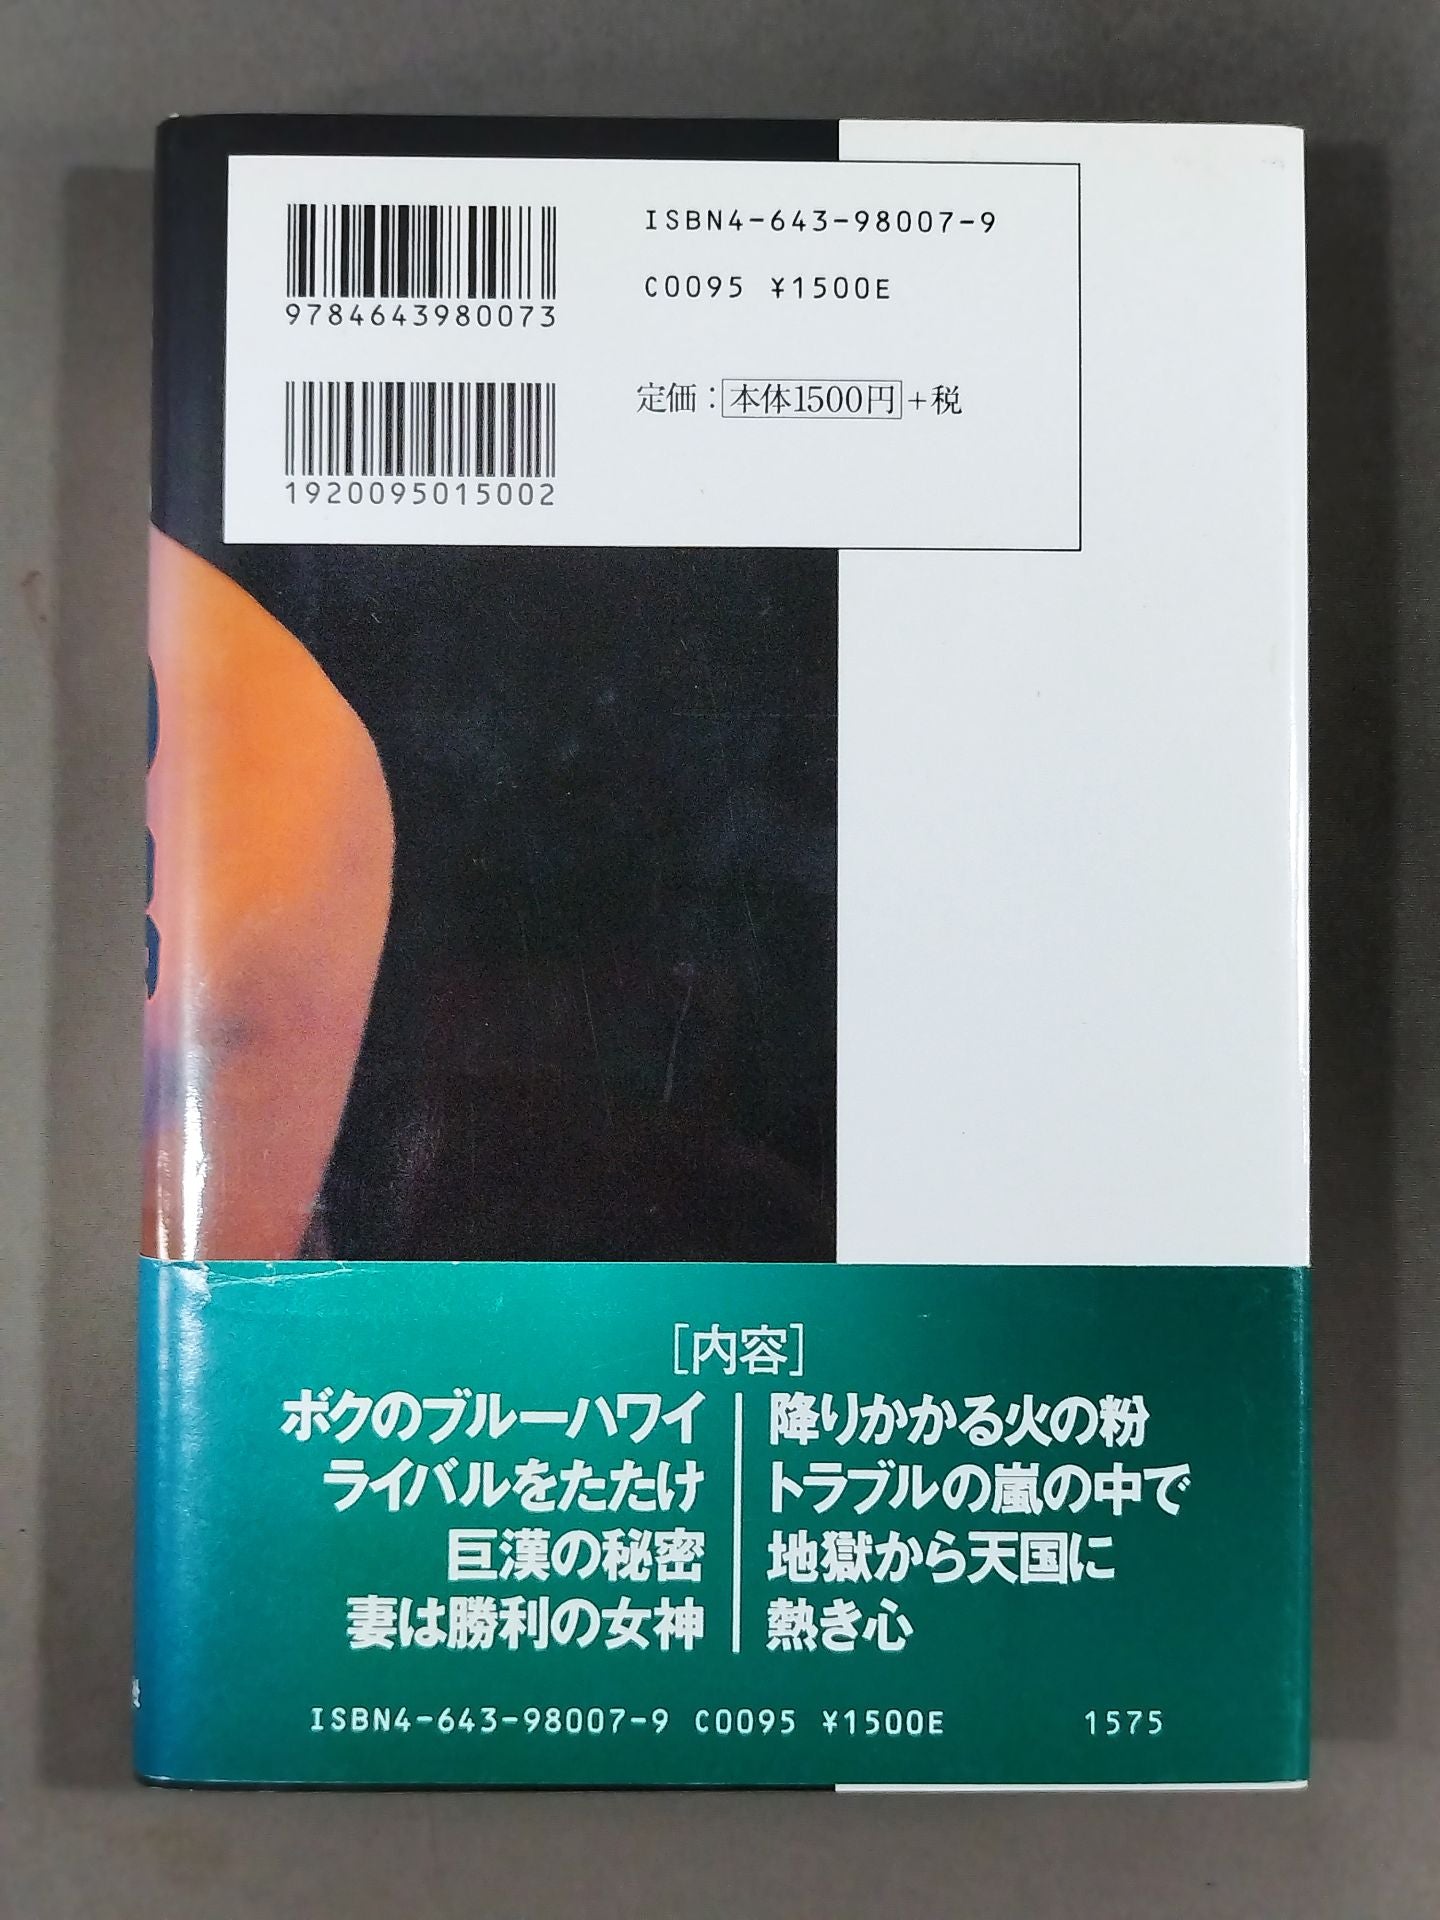 9784643980073
ISBN4-643-98007-9
C0095 ¥1500E
1920095015002
定価：本体1500円+税
［内容］
ボクのブルーハワイ
ライバルをたたけ
巨漢の秘密
妻は勝利の女神
降りかかる火の粉
トラブルの嵐の中で
地獄から天国に
熱き心
ISBN4-643-98007-9 C0095 ¥1500E 1575